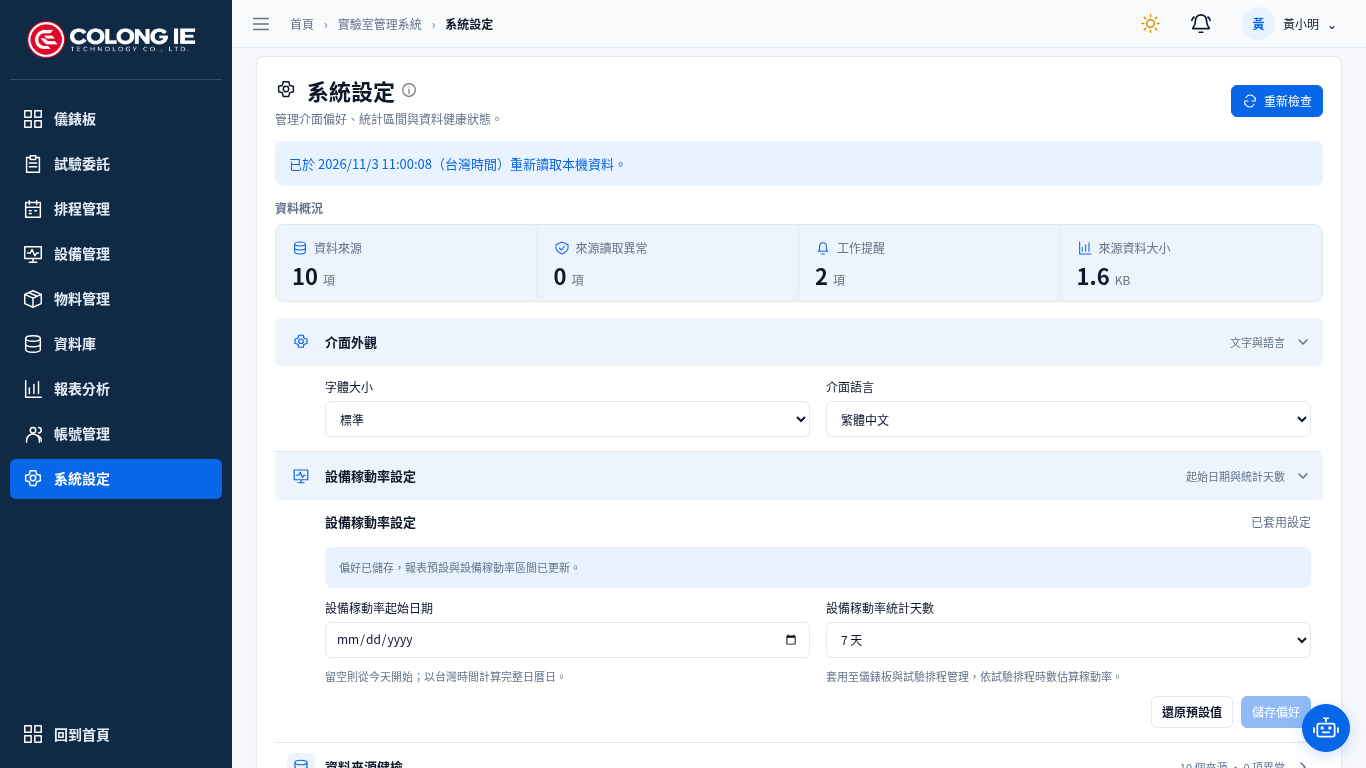 COLONG IE
TECHNOLOGY CO., LTD.
儀錶板
試驗委託
排程管理
設備管理
物料管理
資料庫
報表分析
帳號管理
系統設定
回到首頁
首頁 › 實驗室管理系統 › 系統設定
黃 黃小明
系統設定
管理介面偏好、統計區間與資料健康狀態。
重新檢查
已於 2026/11/3 11:00:08（台灣時間）重新讀取本機資料。
資料概況
資料來源
10 項
來源讀取異常
0 項
工作提醒
2 項
來源資料大小
1.6 KB
介面外觀
文字與語言
字體大小
標準
介面語言
繁體中文
設備稼動率設定
起始日期與統計天數
設備稼動率設定
已套用設定
偏好已儲存，報表預設與設備稼動率區間已更新。
設備稼動率起始日期
mm/dd/yyyy
留空則從今天開始；以台灣時間計算完整日曆日。
設備稼動率統計天數
7 天
套用至儀錶板與試驗排程管理，依試驗排程時數估算稼動率。
還原預設值
儲存偏好
資料來源健檢
10 個來源 · 0 項異常